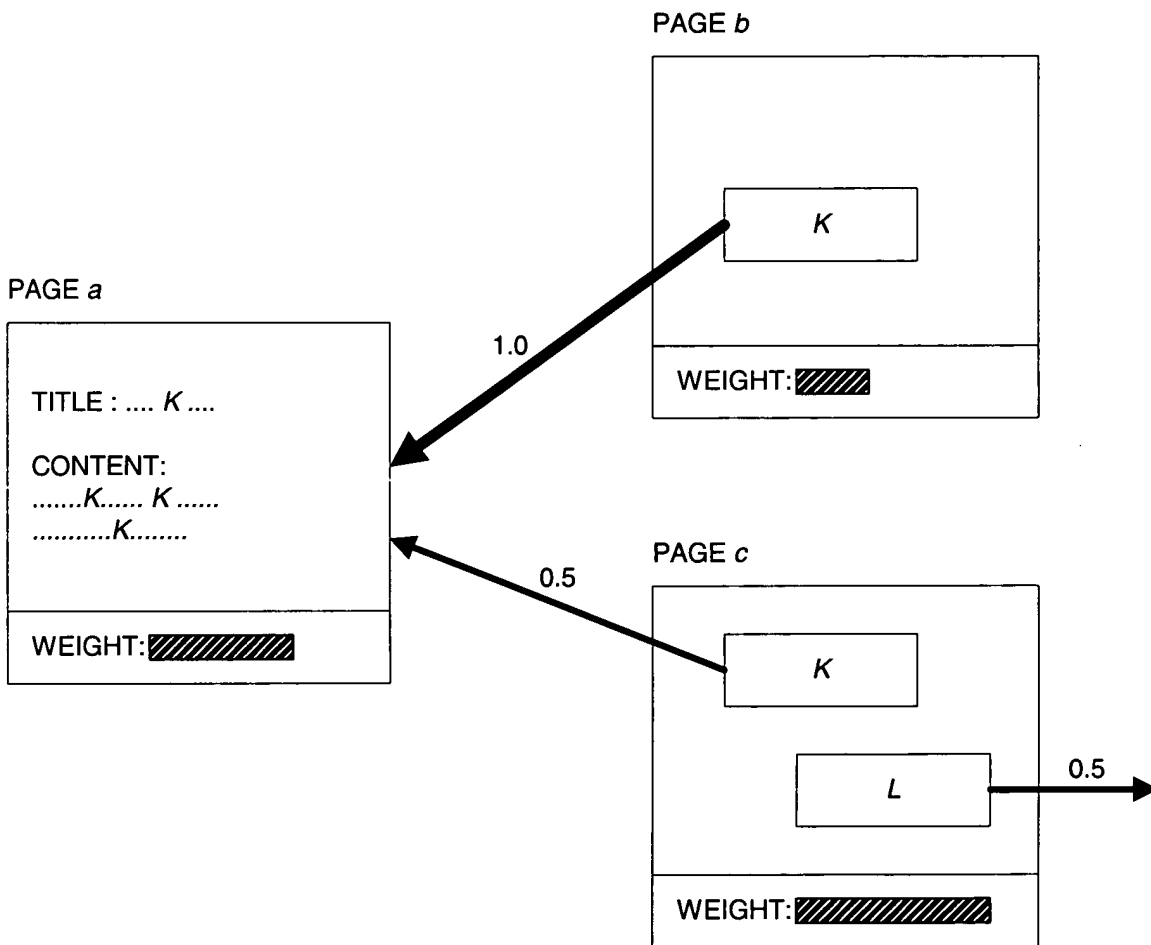 PAGE b
K
WEIGHT:
1.0
PAGE a
TITLE : .... K ....
CONTENT:
.......K...... K ......
............K........
WEIGHT:
PAGE c
0.5
K
L
0.5
WEIGHT: